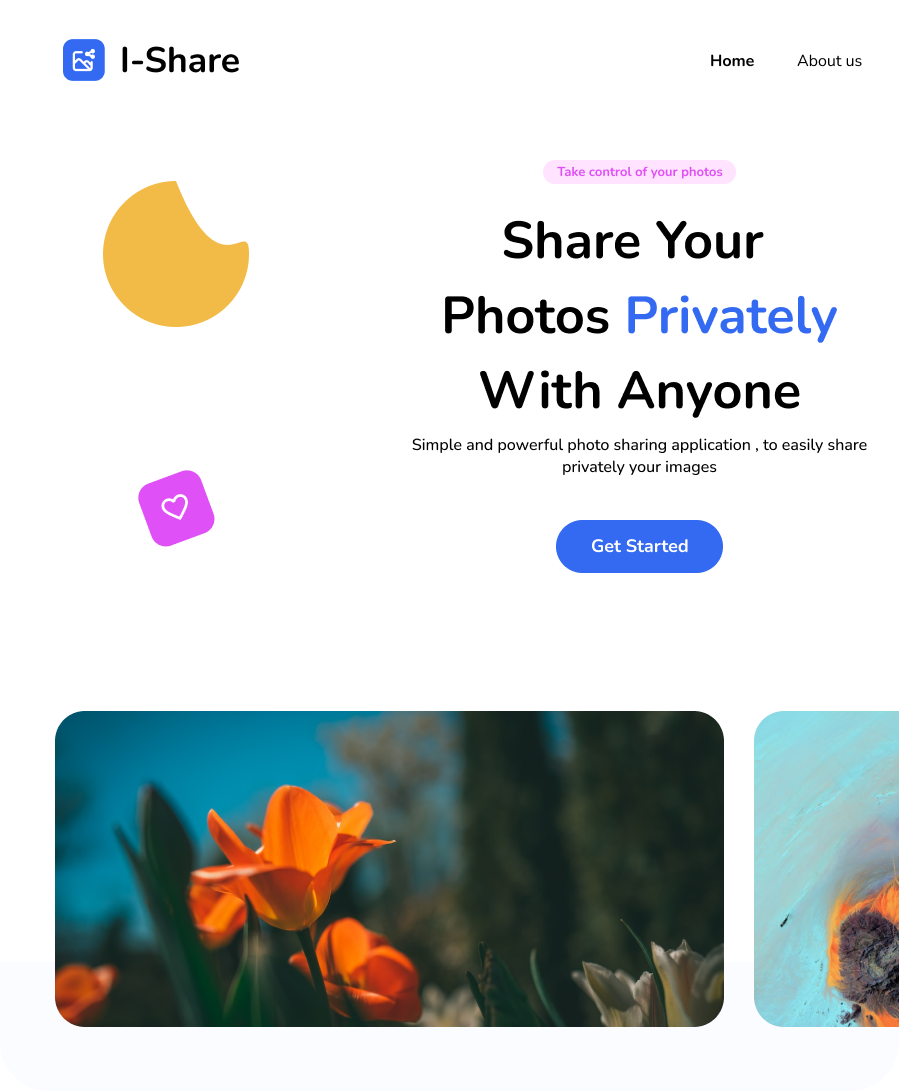 I-Share
Home
About us
Take control of your photos
Share Your
Photos Privately
With Anyone
Simple and powerful photo sharing application , to easily share
privately your images
Get Started